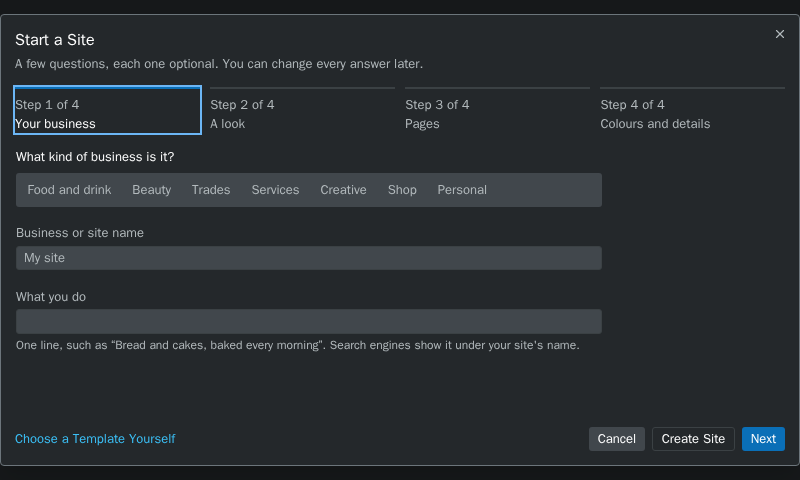 Start a Site
A few questions, each one optional. You can change every answer later.
Step 1 of 4
Your business
Step 2 of 4
A look
Step 3 of 4
Pages
Step 4 of 4
Colours and details
What kind of business is it?
Food and drink Beauty Trades Services Creative Shop Personal
Business or site name
My site
What you do
One line, such as “Bread and cakes, baked every morning”. Search engines show it under your site's name.
Choose a Template Yourself
Cancel
Create Site
Next